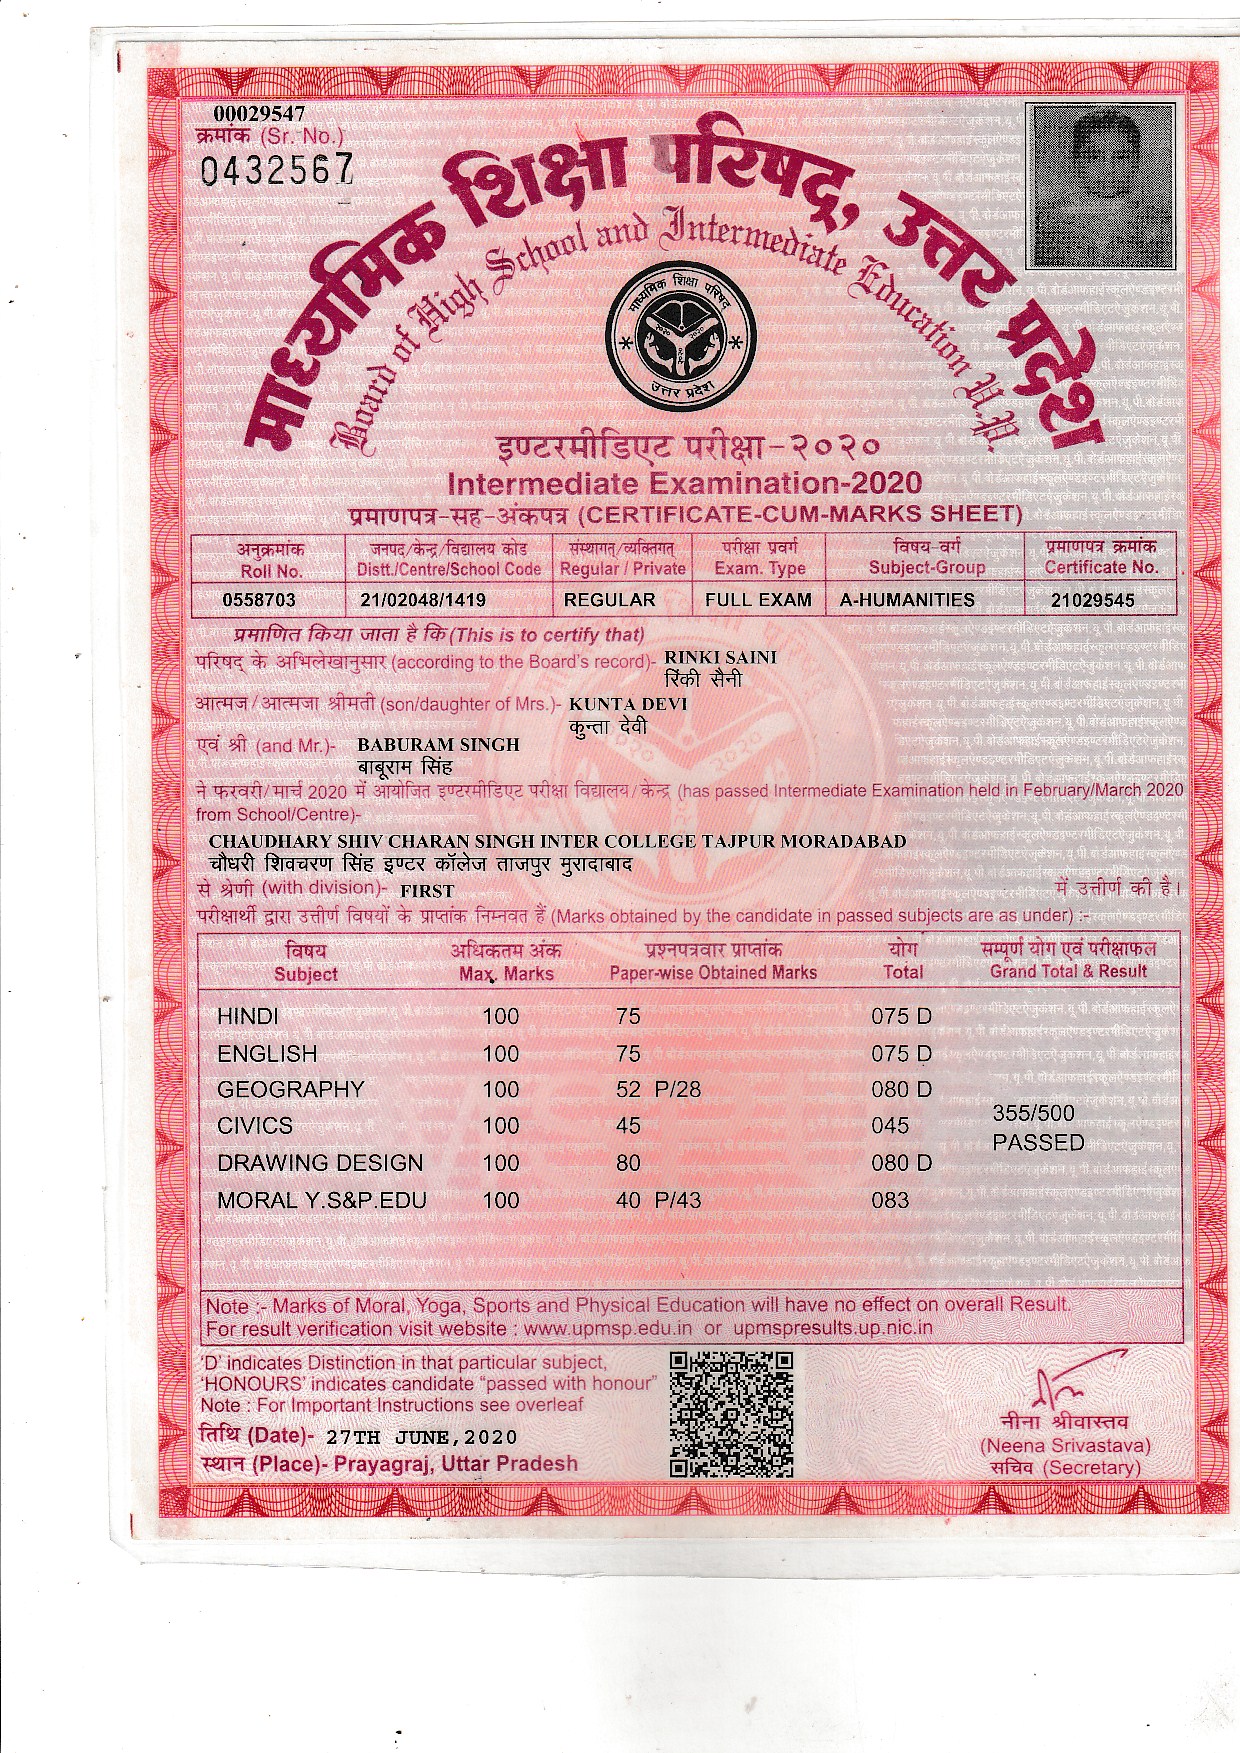 00029547
क्रमांक (Sr. No.)
0432567
माध्यमिक शिक्षा परिषद्, उत्तर प्रदेश
Board of High School and Intermediate Education U.P.
माध्यमिक शिक्षा परिषद
उत्तर प्रदेश
इण्टरमीडिएट परीक्षा-२०२०
Intermediate Examination-2020
प्रमाणपत्र-सह-अंकपत्र (CERTIFICATE-CUM-MARKS SHEET)
अनुक्रमांक जनपद/केन्द्र/विद्यालय कोड संस्थागत्/व्यक्तिगत् परीक्षा प्रवर्ग विषय-वर्ग प्रमाणपत्र क्रमांक
Roll No. Distt./Centre/School Code Regular / Private Exam. Type Subject-Group Certificate No.
0558703 21/02048/1419 REGULAR FULL EXAM A-HUMANITIES 21029545
प्रमाणित किया जाता है कि (This is to certify that)
परिषद् के अभिलेखानुसार (according to the Board's record)- RINKI SAINI
रिंकी सैनी
आत्मज/आत्मजा श्रीमती (son/daughter of Mrs.)- KUNTA DEVI
कुन्ता देवी
एवं श्री (and Mr.)- BABURAM SINGH
बाबूराम सिंह
ने फरवरी/मार्च 2020 में आयोजित इण्टरमीडिएट परीक्षा विद्यालय/केन्द्र (has passed Intermediate Examination held in February/March 2020
from School/Centre)-
CHAUDHARY SHIV CHARAN SINGH INTER COLLEGE TAJPUR MORADABAD
चौधरी शिवचरण सिंह इण्टर कॉलेज ताजपुर मुरादाबाद
से श्रेणी (with division)- FIRST में उत्तीर्ण की है।
परीक्षार्थी द्वारा उत्तीर्ण विषयों के प्राप्तांक निम्नवत हैं (Marks obtained by the candidate in passed subjects are as under) :-
विषय अधिकतम अंक प्रश्नपत्रवार प्राप्तांक योग सम्पूर्ण योग एवं परीक्षाफल
Subject Max. Marks Paper-wise Obtained Marks Total Grand Total & Result
HINDI 100 75 075 D
ENGLISH 100 75 075 D
GEOGRAPHY 100 52 P/28 080 D
355/500
CIVICS 100 45 045
PASSED
DRAWING DESIGN 100 80 080 D
MORAL Y.S&P.EDU 100 40 P/43 083
Note :- Marks of Moral, Yoga, Sports and Physical Education will have no effect on overall Result.
For result verification visit website : www.upmsp.edu.in or upmspresults.up.nic.in
'D' indicates Distinction in that particular subject,
'HONOURS' indicates candidate "passed with honour"
Note : For Important Instructions see overleaf
तिथि (Date)- 27TH JUNE,2020
स्थान (Place)- Prayagraj, Uttar Pradesh
नीना श्रीवास्तव
(Neena Srivastava)
सचिव (Secretary)